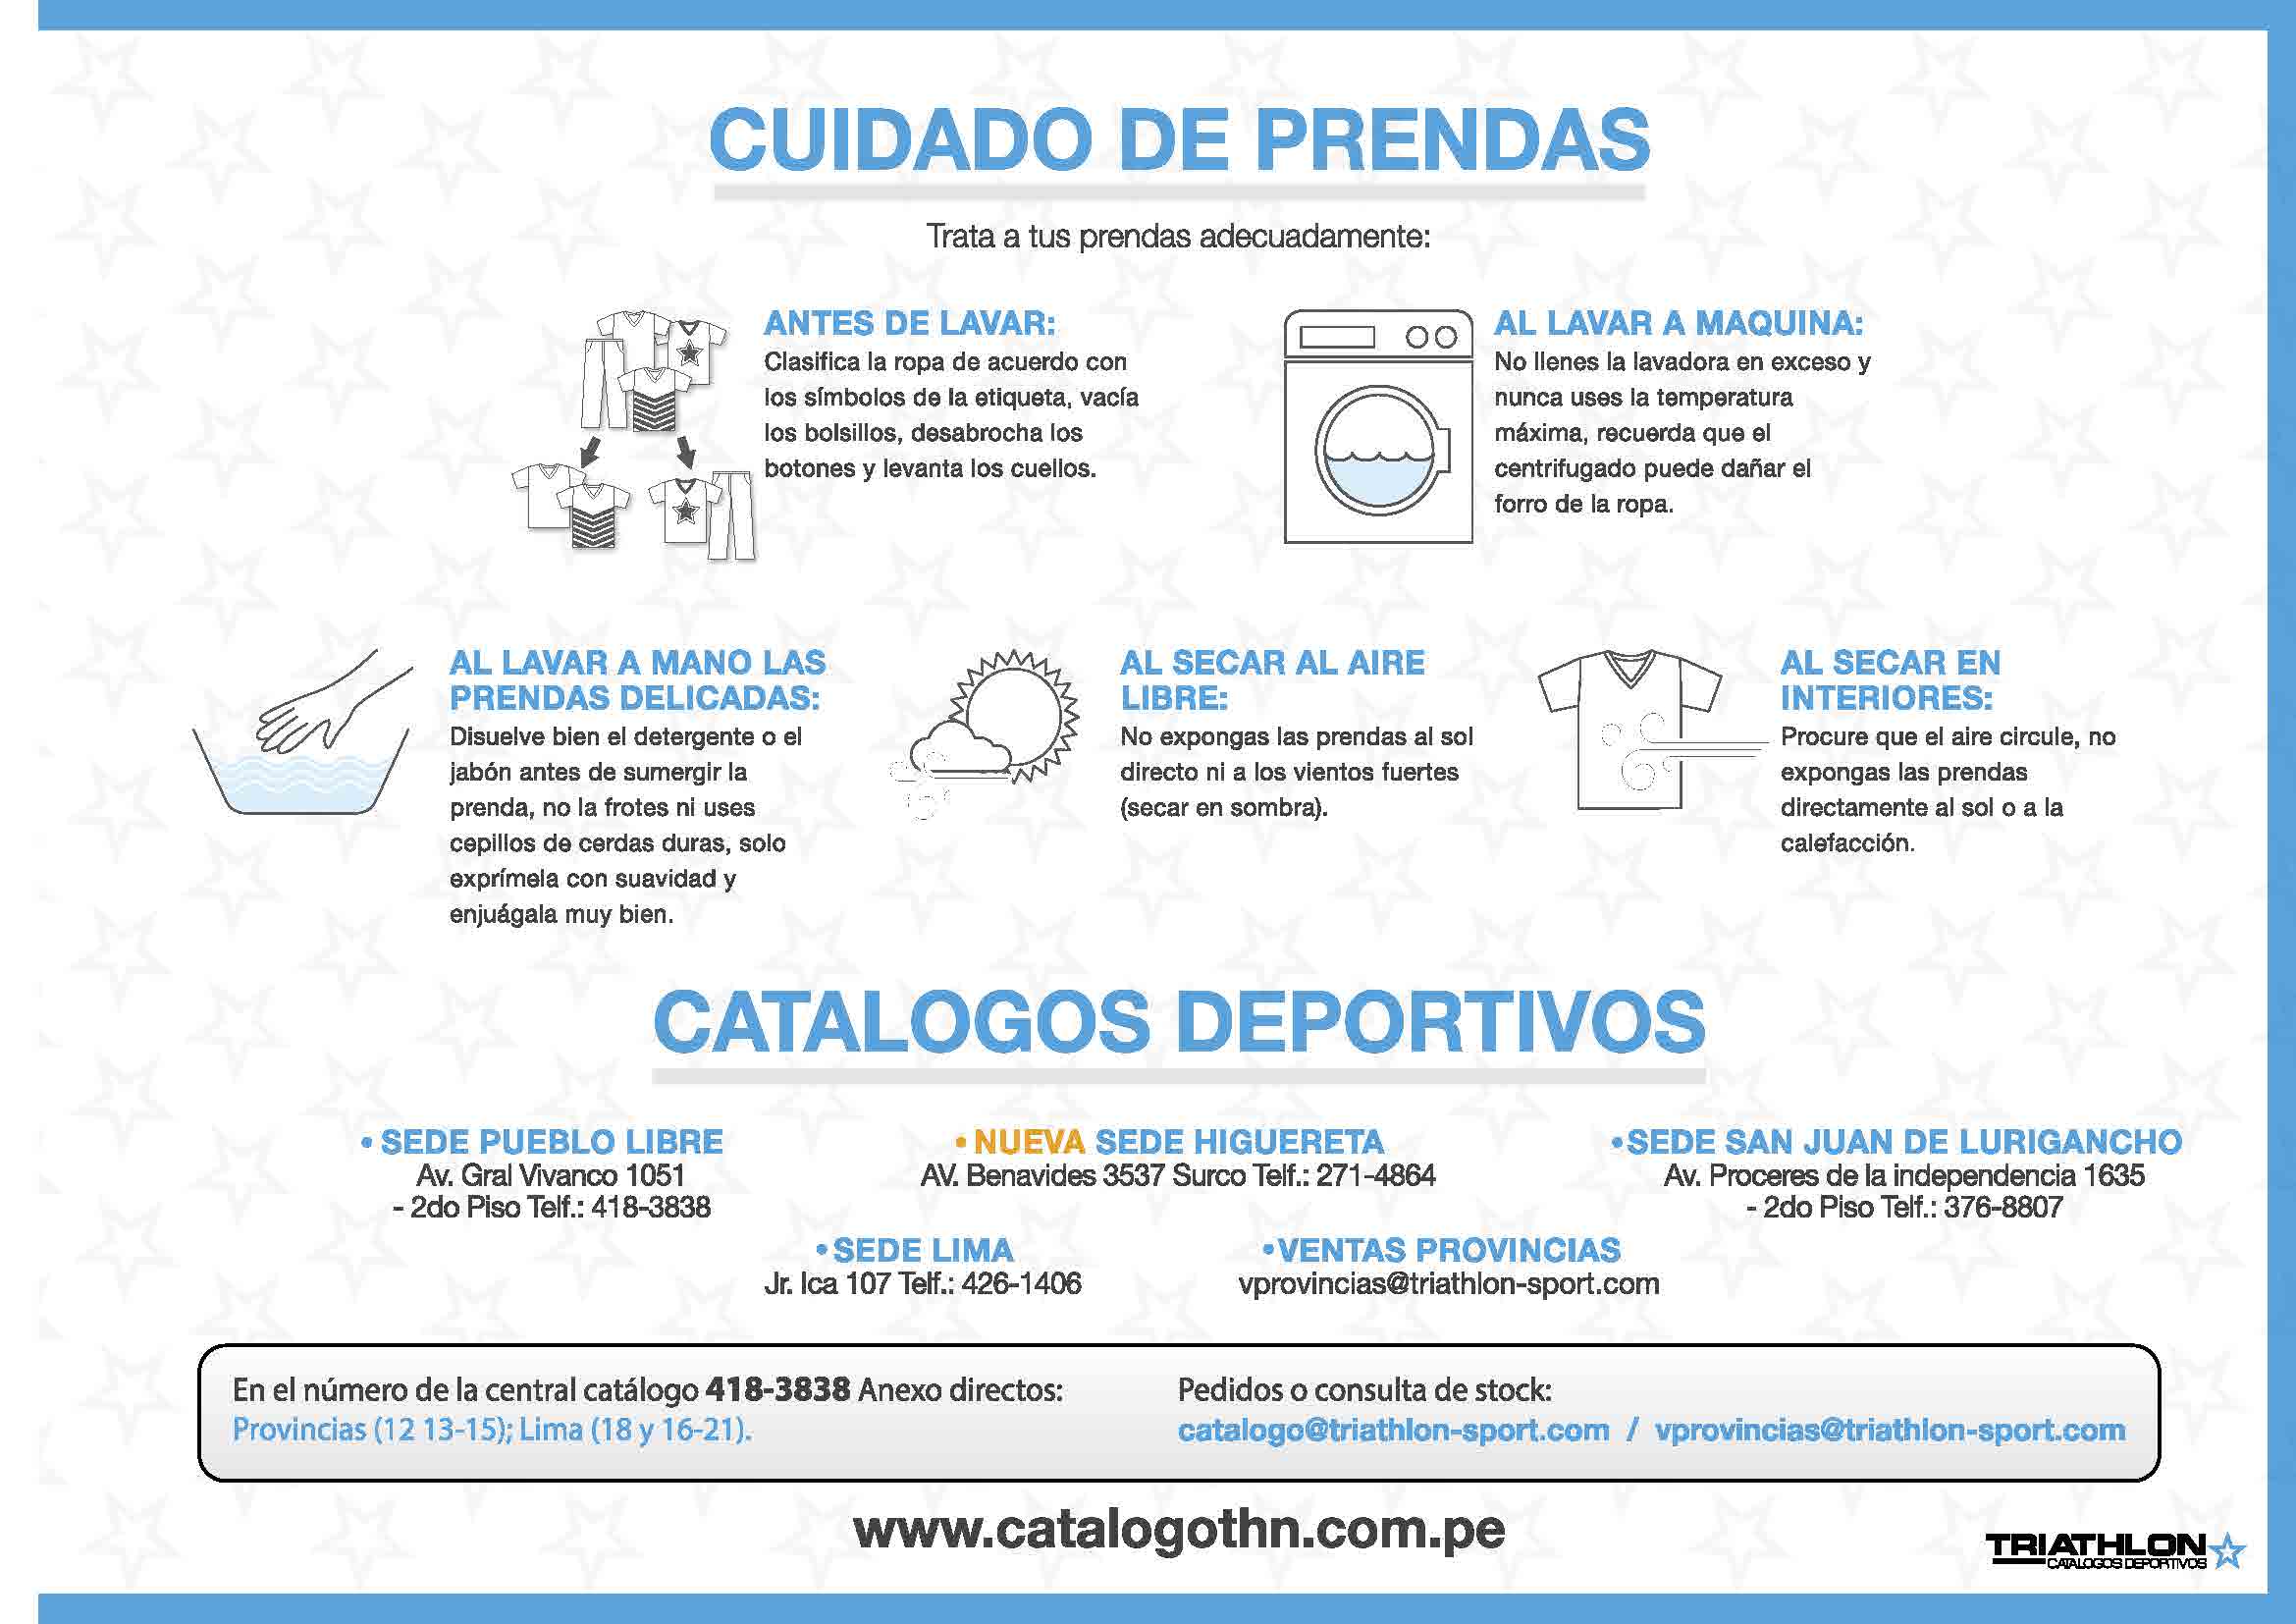 CUIDADO DE PRENDAS
Trata a tus prendas adecuadamente:
ANTES DE LAVAR:
Clasifica la ropa de acuerdo con
los símbolos de la etiqueta, vacía
los bolsillos, desabrocha los
botones y levanta los cuellos.
AL LAVAR A MAQUINA:
No llenes la lavadora en exceso y
nunca uses la temperatura
máxima, recuerda que el
centrifugado puede dañar el
forro de la ropa.
AL LAVAR A MANO LAS
PRENDAS DELICADAS:
Disuelve bien el detergente o el
jabón antes de sumergir la
prenda, no la frotes ni uses
cepillos de cerdas duras, solo
exprímela con suavidad y
enjuágala muy bien.
AL SECAR AL AIRE
LIBRE:
No expongas las prendas al sol
directo ni a los vientos fuertes
(secar en sombra).
AL SECAR EN
INTERIORES:
Procure que el aire circule, no
expongas las prendas
directamente al sol o a la
calefacción.
CATALOGOS DEPORTIVOS
• SEDE PUEBLO LIBRE
Av. Gral Vivanco 1051
- 2do Piso Telf.: 418-3838
• NUEVA SEDE HIGUERETA
AV. Benavides 3537 Surco Telf.: 271-4864
•SEDE SAN JUAN DE LURIGANCHO
Av. Proceres de la independencia 1635
- 2do Piso Telf.: 376-8807
•SEDE LIMA
Jr. Ica 107 Telf.: 426-1406
•VENTAS PROVINCIAS
vprovincias@triathlon-sport.com
En el número de la central catálogo 418-3838 Anexo directos:
Provincias (12 13-15); Lima (18 y 16-21).
Pedidos o consulta de stock:
catalogo@triathlon-sport.com / vprovincias@triathlon-sport.com
www.catalogothn.com.pe
TRIATHLON
CATALOGOS DEPORTIVOS